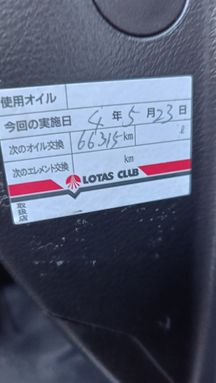 使用オイル
今回の実施日 4年5月23日
次のオイル交換 66315km ℓ
次のエレメント交換 km
LOTAS CLUB
取扱店